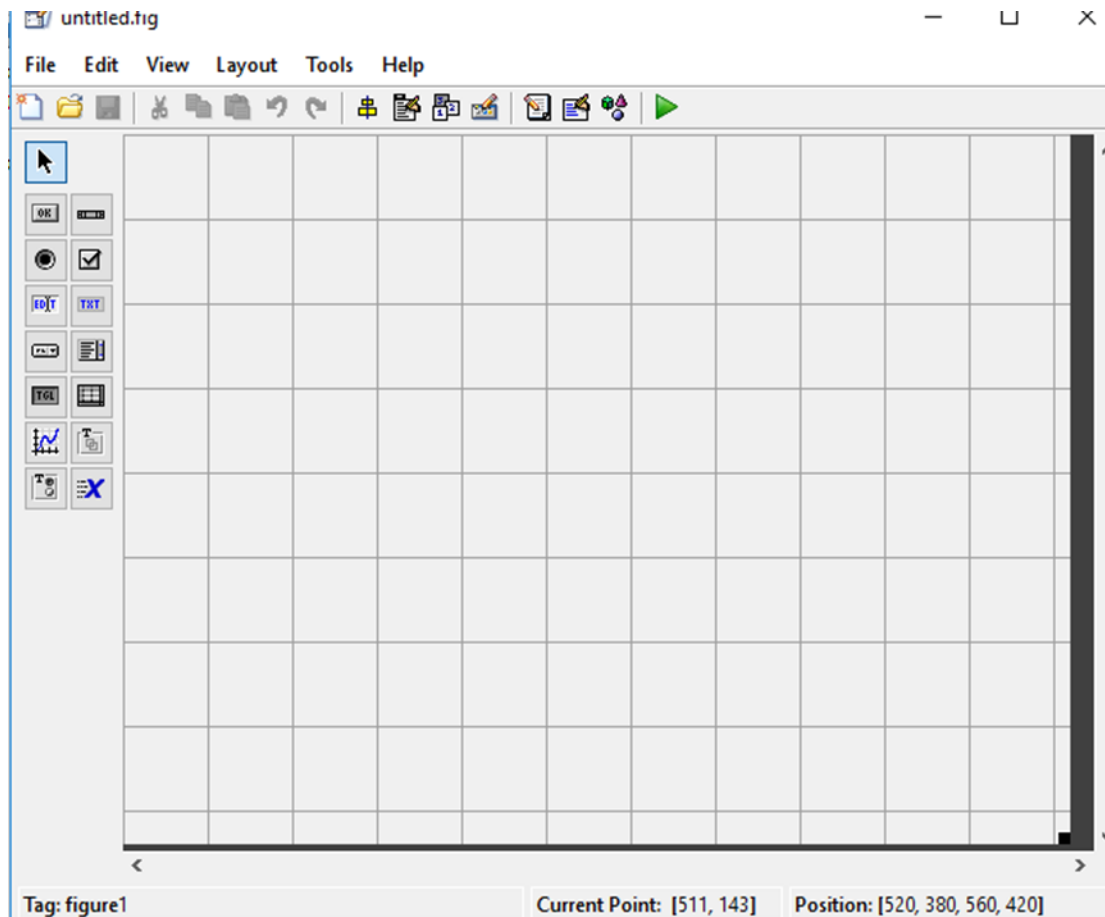 untitled.fig
File Edit View Layout Tools Help
OK
EDIT TXT
TGL
T
T X
Tag: figure1 Current Point: [511, 143] Position: [520, 380, 560, 420]